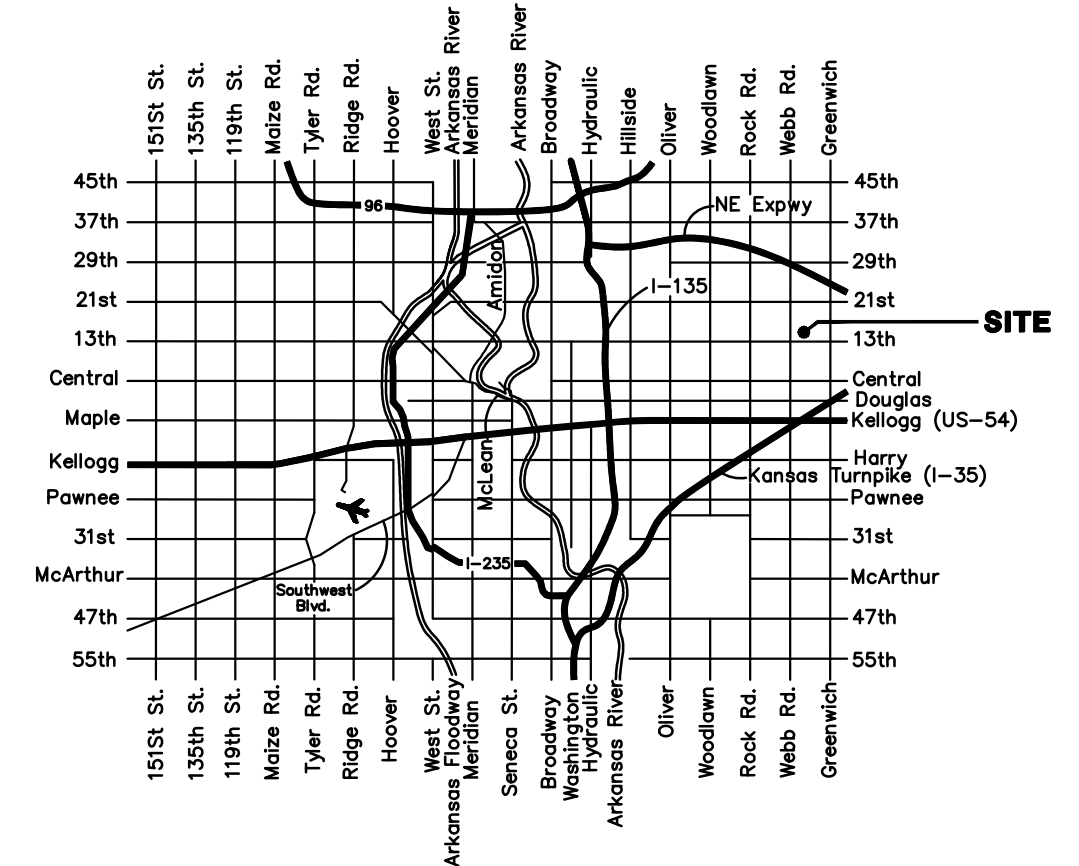 151St St.
135th St.
119th St.
Maize Rd.
Tyler Rd.
Ridge Rd.
Hoover
West St.
Arkansas River
Meridian
Arkansas River
Broadway
Hydraulic
Hillside
Oliver
Woodlawn
Rock Rd.
Webb Rd.
Greenwich
45th
45th
96
NE Expwy
37th
37th
29th
29th
Amidon
I-135
21st
21st
SITE
13th
13th
Central
Central
Douglas
Maple
Kellogg (US-54)
Kellogg
Harry
McLean
Kansas Turnpike (I-35)
Pawnee
Pawnee
31st
31st
I-235
McArthur
McArthur
Southwest
Blvd.
47th
47th
55th
55th
151St St.
135th St.
119th St.
Maize Rd.
Tyler Rd.
Ridge Rd.
Hoover
West St.
Arkansas Floodway
Meridian
Seneca St.
Broadway
Washington
Hydraulic
Arkansas River
Oliver
Woodlawn
Rock Rd.
Webb Rd.
Greenwich